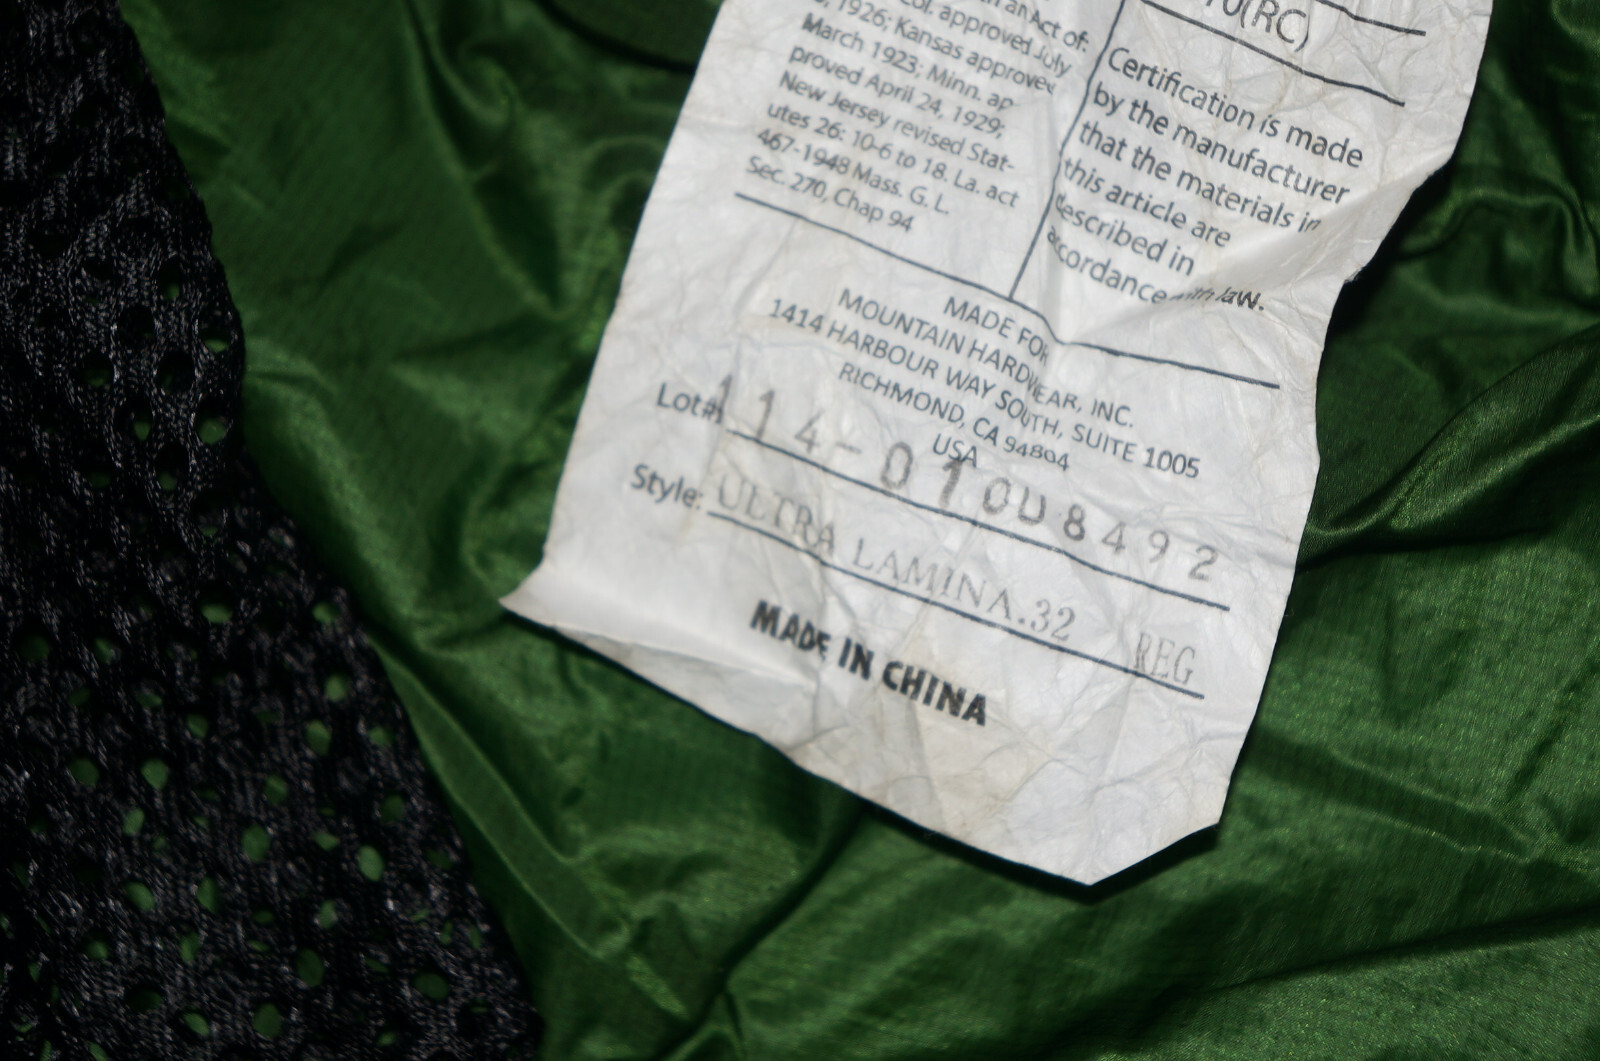 an Act of:
1926; Kansas approved July
March 1923; Minn. ap
proved April 24, 1929;
New Jersey revised Stat-
utes 26: 10-6 to 18. La. act
467-1948 Mass. G. L.
Sec. 270, Chap 94
(RC)
Certification is made
by the manufacturer
that the materials in
this article are
described in
accordance with law.
MADE FOR
MOUNTAIN HARDWEAR, INC.
1414 HARBOUR WAY SOUTH, SUITE 1005
RICHMOND, CA 94804
USA
Lot# 114-01008492
Style: ULTRA LAMINA.32 REG
MADE IN CHINA